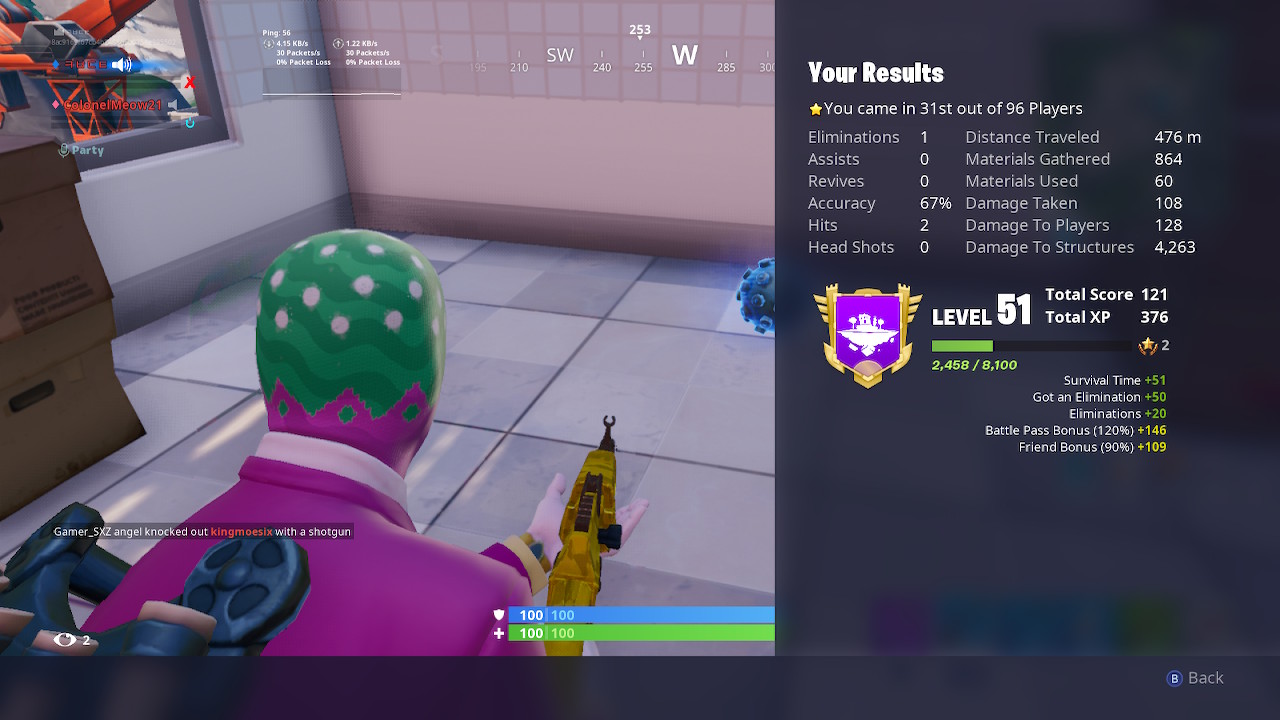 Ping: 56
4.15 KB/s 1.22 KB/s
30 Packets/s 30 Packets/s
0% Packet Loss 0% Packet Loss
ColonelMeow21
Party
253
195 210 SW 240 255 W 285 300
Gamer_SXZ angel knocked out kingmoesix with a shotgun
2
100 100
100 100
Your Results
You came in 31st out of 96 Players
Eliminations 1 Distance Traveled 476 m
Assists 0 Materials Gathered 864
Revives 0 Materials Used 60
Accuracy 67% Damage Taken 108
Hits 2 Damage To Players 128
Head Shots 0 Damage To Structures 4,263
LEVEL 51
Total Score 121
Total XP 376
2
2,458 / 8,100
Survival Time +51
Got an Elimination +50
Eliminations +20
Battle Pass Bonus (120%) +146
Friend Bonus (90%) +109
B Back